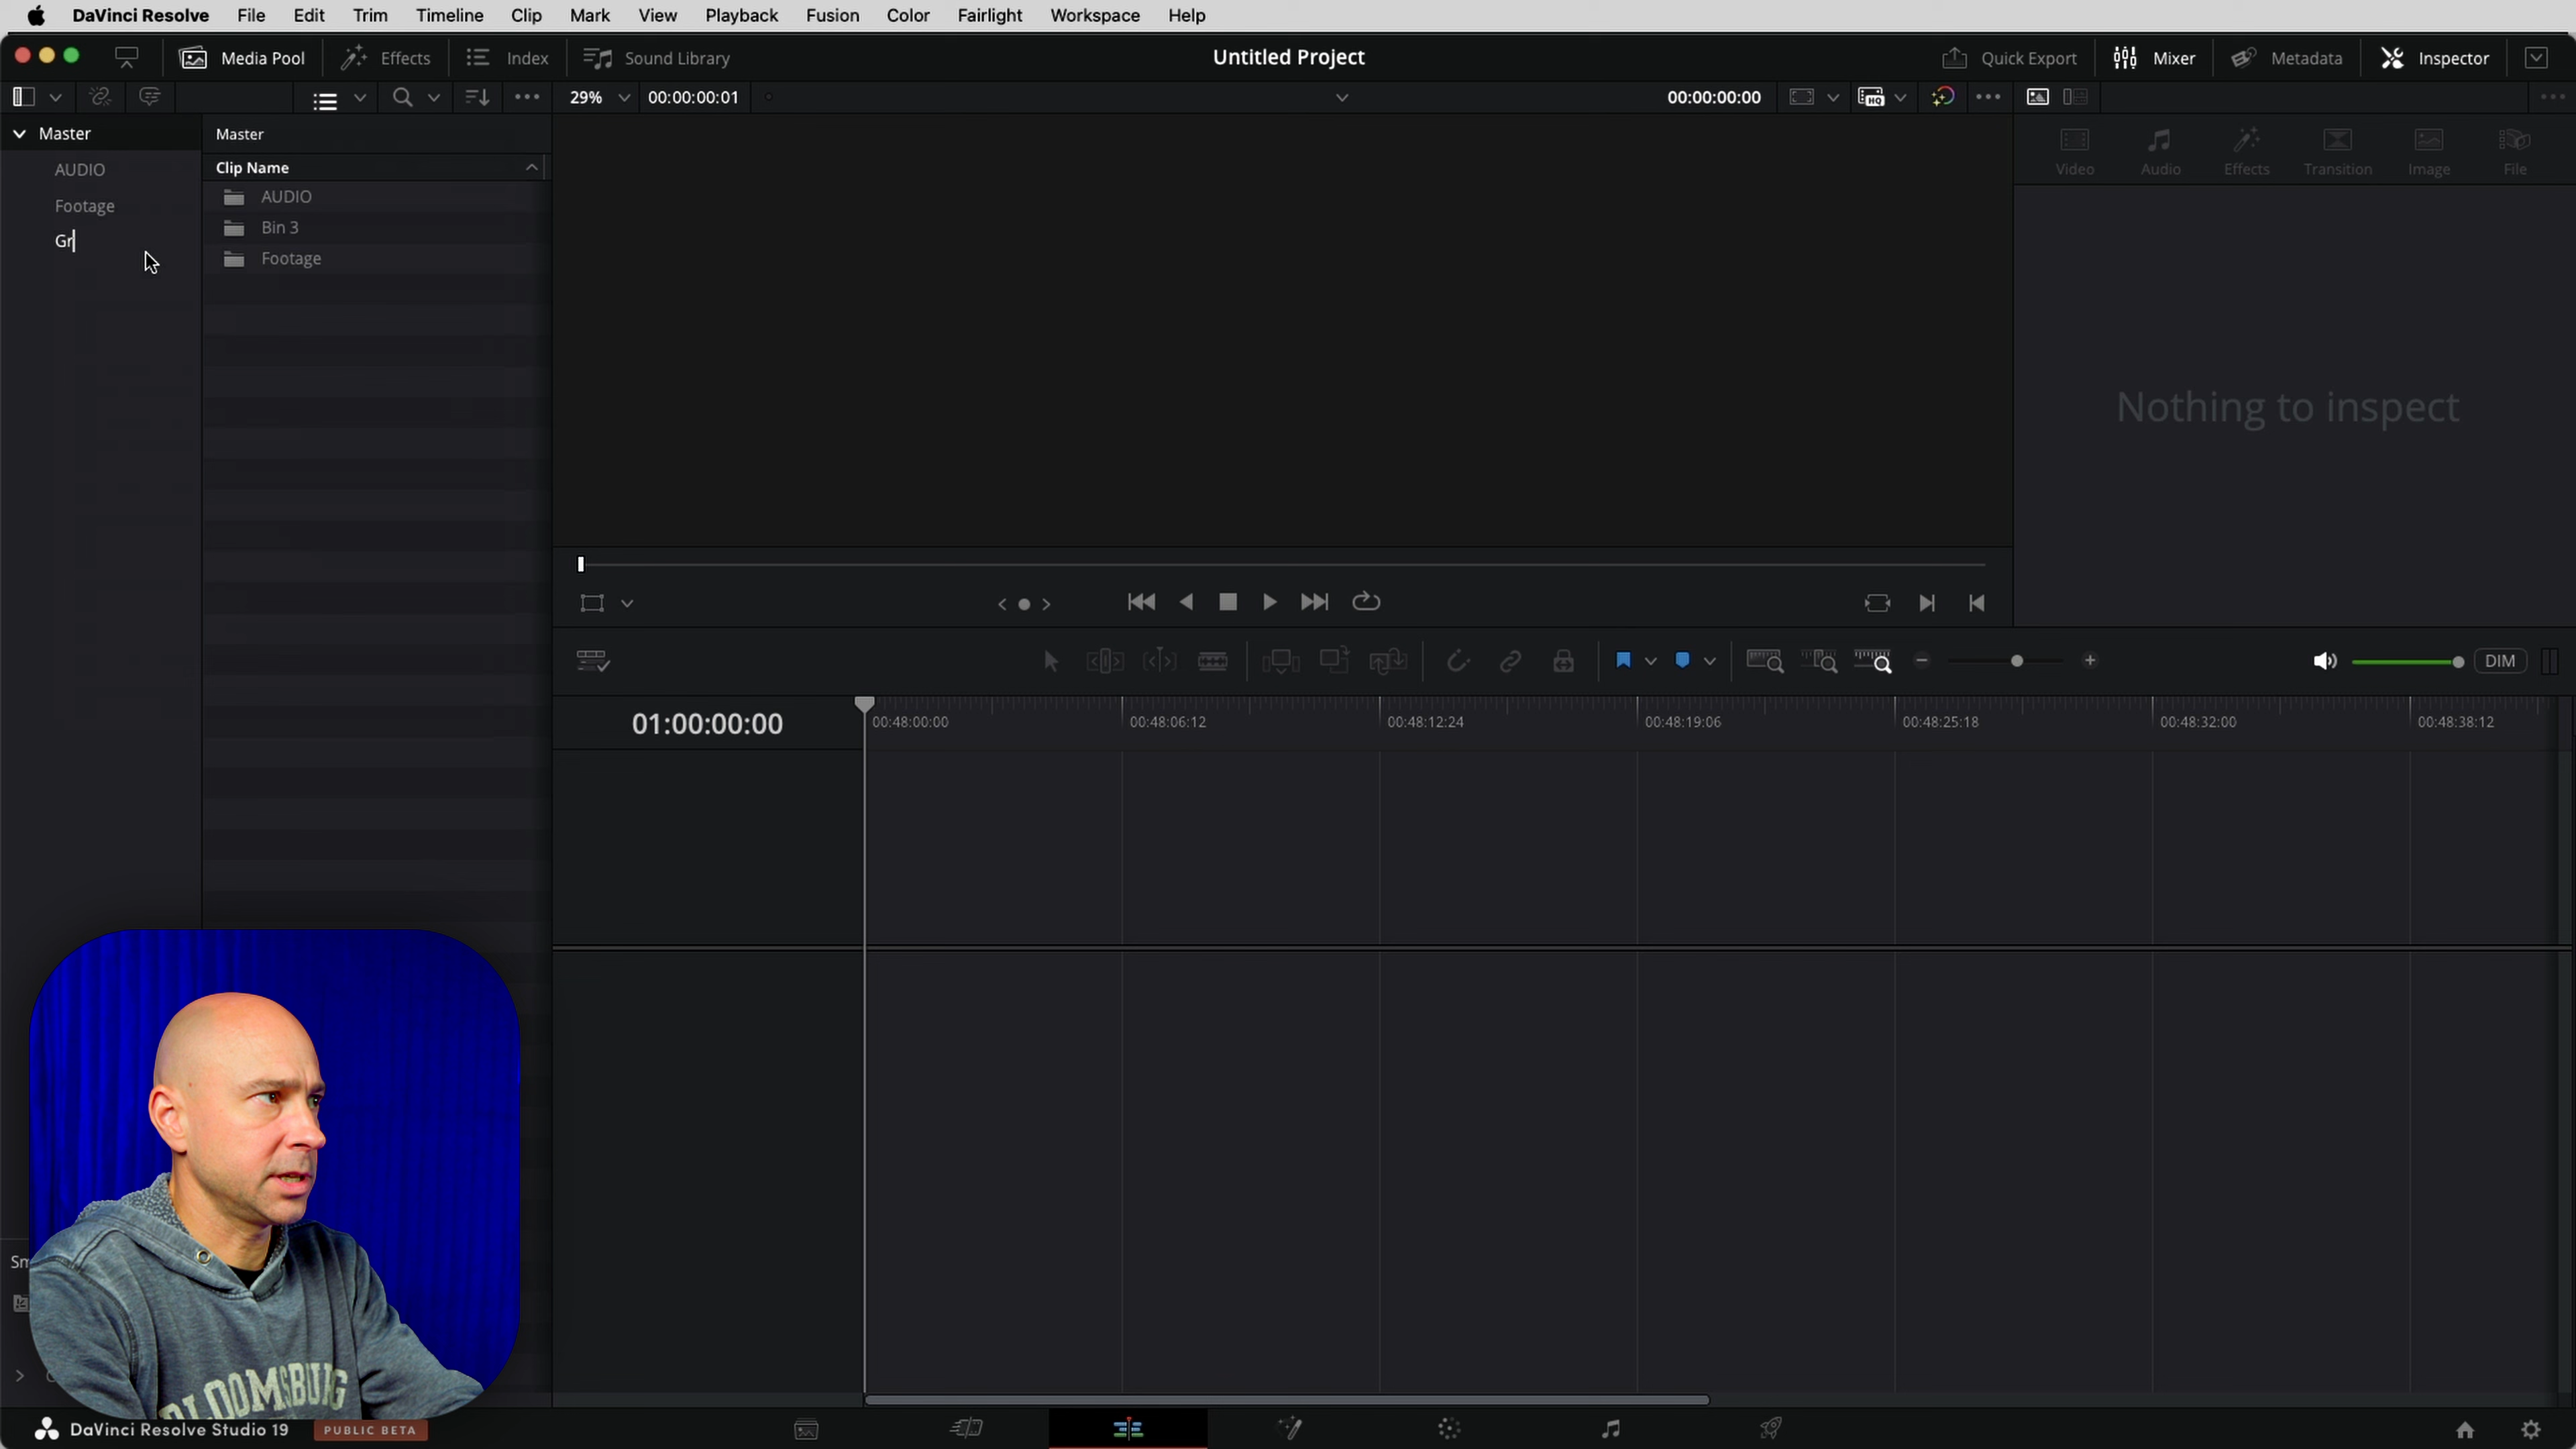 DaVinci Resolve File Edit Trim Timeline Clip Mark View Playback Fusion Color Fairlight Workspace Help
Media Pool Effects Index Sound Library Untitled Project Quick Export Mixer Metadata Inspector
29% 00:00:00:01 00:00:00:00
Master Master
Clip Name
AUDIO
Footage
Gr
AUDIO
Bin 3
Footage
Video Audio Effects Transition Image File
Nothing to inspect
DIM
01:00:00:00 00:48:00:00 00:48:06:12 00:48:12:24 00:48:19:06 00:48:25:18 00:48:32:00 00:48:38:12
DaVinci Resolve Studio 19 PUBLIC BETA